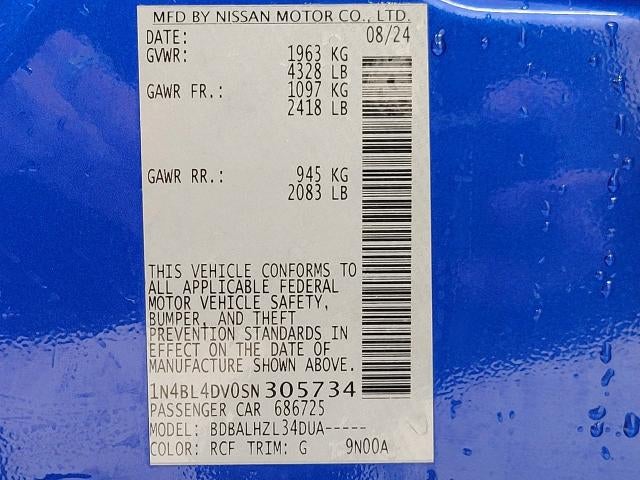 MFD BY NISSAN MOTOR CO., LTD.
DATE: 08/24
GVWR: 1963 KG
4328 LB
GAWR FR.: 1097 KG
2418 LB
GAWR RR.: 945 KG
2083 LB
THIS VEHICLE CONFORMS TO
ALL APPLICABLE FEDERAL
MOTOR VEHICLE SAFETY,
BUMPER, AND THEFT
PREVENTION STANDARDS IN
EFFECT ON THE DATE OF
MANUFACTURE SHOWN ABOVE.
1N4BL4DV0SN305734
PASSENGER CAR 686725
MODEL: BDBALHZL34DUA-----
COLOR: RCF TRIM: G 9N00A